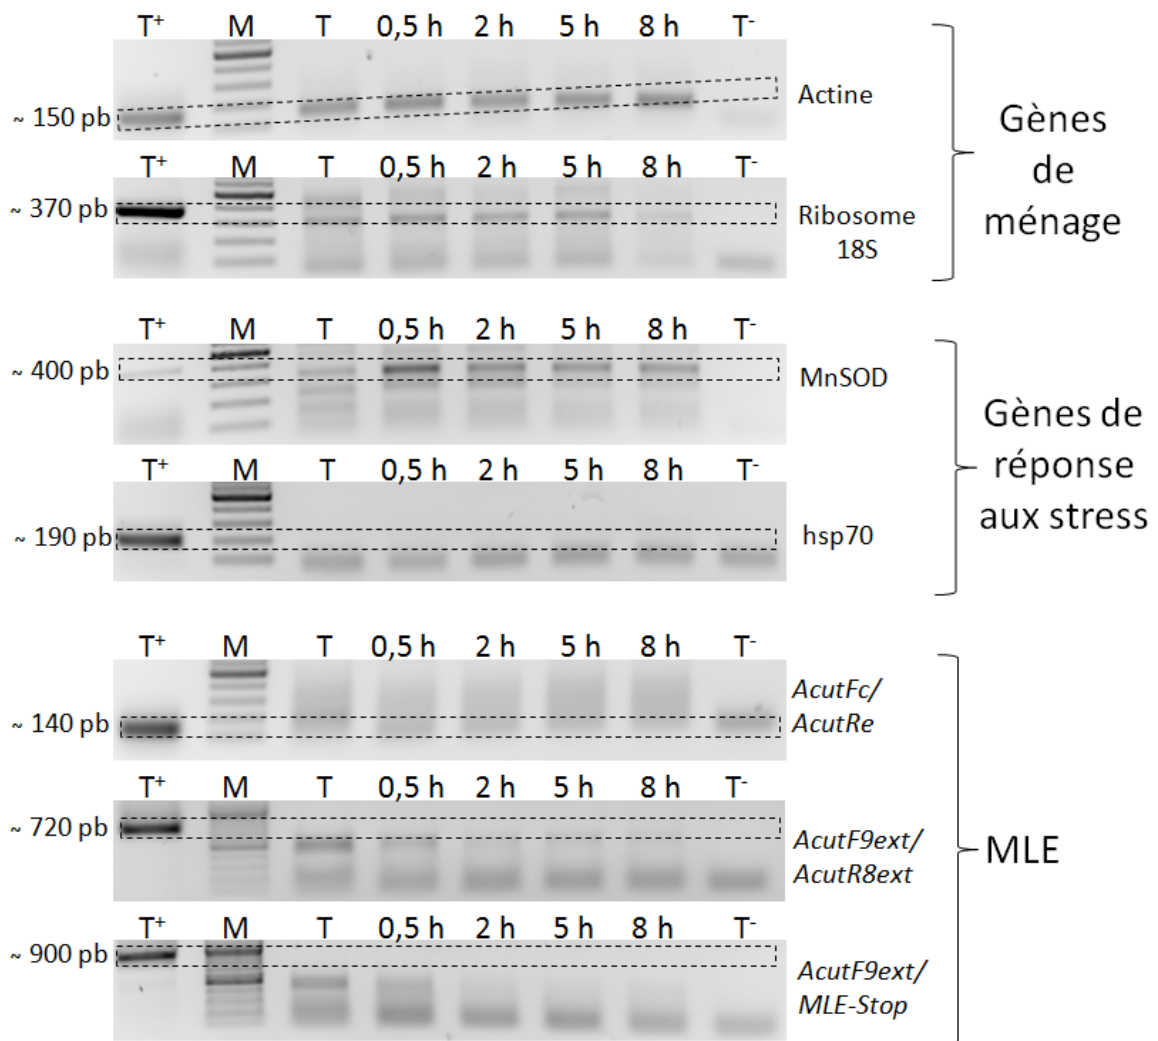 T⁺ M T 0,5 h 2 h 5 h 8 h T⁻
~ 150 pb
Actine
T⁺ M T 0,5 h 2 h 5 h 8 h T⁻
~ 370 pb
Ribosome
18S
Gènes
de
ménage
T⁺ M T 0,5 h 2 h 5 h 8 h T⁻
~ 400 pb
MnSOD
T⁺ M T 0,5 h 2 h 5 h 8 h T⁻
~ 190 pb
hsp70
Gènes de
réponse
aux stress
T⁺ M T 0,5 h 2 h 5 h 8 h T⁻
~ 140 pb
AcutFc/
AcutRe
T⁺ M T 0,5 h 2 h 5 h 8 h T⁻
~ 720 pb
AcutF9ext/
AcutR8ext
T⁺ M T 0,5 h 2 h 5 h 8 h T⁻
~ 900 pb
AcutF9ext/
MLE-Stop
MLE